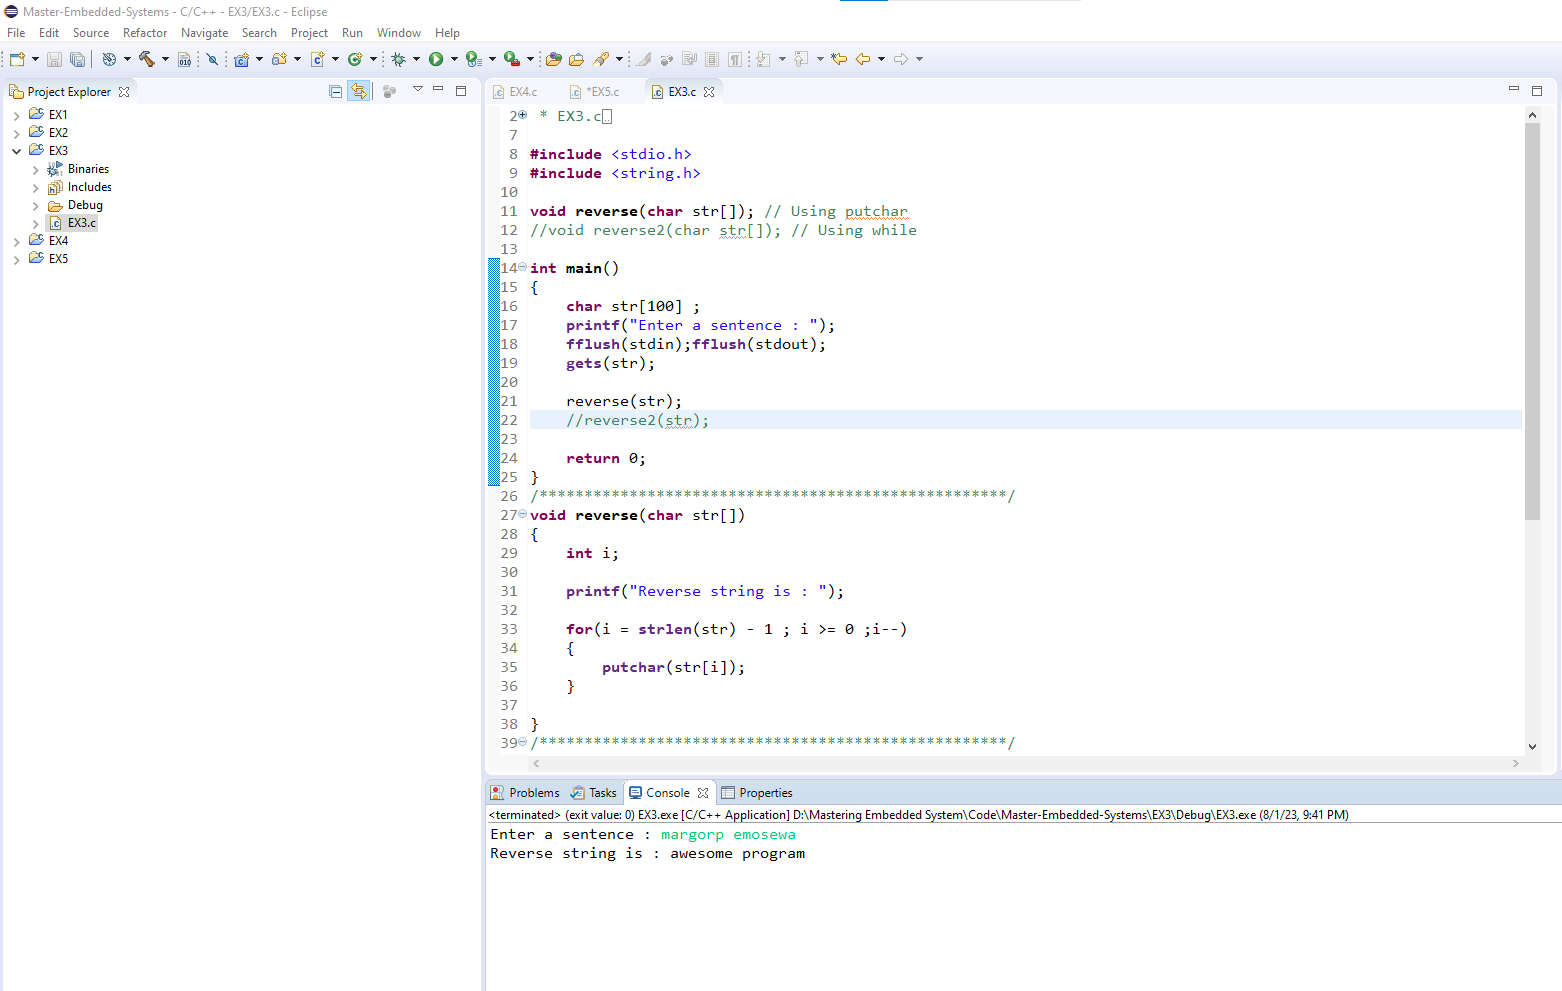 Master-Embedded-Systems - C/C++ - EX3/EX3.c - Eclipse
File Edit Source Refactor Navigate Search Project Run Window Help
Project Explorer
EX1
EX2
EX3
Binaries
Includes
Debug
EX3.c
EX4
EX5
EX4.c *EX5.c EX3.c
2 * EX3.c
7
8 #include <stdio.h>
9 #include <string.h>
10
11 void reverse(char str[]); // Using putchar
12 //void reverse2(char str[]); // Using while
13
14 int main()
15 {
16 char str[100] ;
17 printf("Enter a sentence : ");
18 fflush(stdin);fflush(stdout);
19 gets(str);
20
21 reverse(str);
22 //reverse2(str);
23
24 return 0;
25 }
26 /****************************************************/
27 void reverse(char str[])
28 {
29 int i;
30
31 printf("Reverse string is : ");
32
33 for(i = strlen(str) - 1 ; i >= 0 ;i--)
34 {
35 putchar(str[i]);
36 }
37
38 }
39 /****************************************************/
Problems Tasks Console Properties
<terminated> (exit value: 0) EX3.exe [C/C++ Application] D:\Mastering Embedded System\Code\Master-Embedded-Systems\EX3\Debug\EX3.exe (8/1/23, 9:41 PM)
Enter a sentence : margorp emosewa
Reverse string is : awesome program